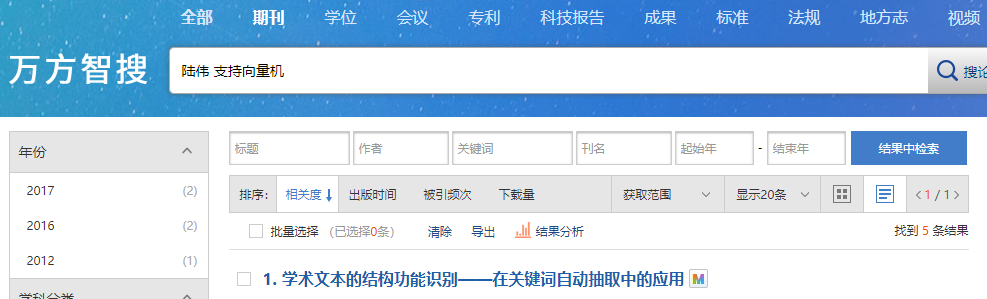 全部 期刊 学位 会议 专利 科技报告 成果 标准 法规 地方志 视频
万方智搜
陆伟 支持向量机
搜论
年份
2017 (2)
2016 (2)
2012 (1)
标题 作者 关键词 刊名 起始年 - 结束年 结果中检索
排序: 相关度 出版时间 被引频次 下载量 获取范围 显示20条 < 1 / 1 >
批量选择 (已选择0条) 清除 导出 结果分析 找到 5 条结果
1. 学术文本的结构功能识别——在关键词自动抽取中的应用 M
学科分类